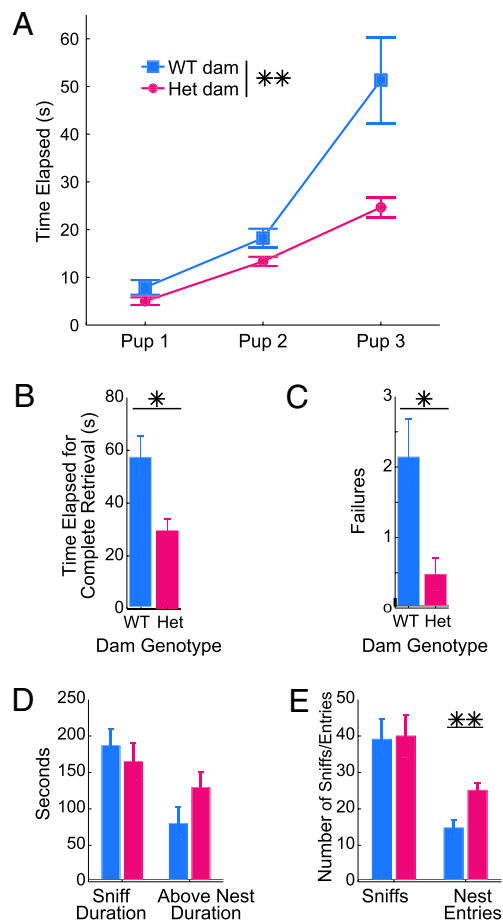 A
Time Elapsed (s)
60
50
40
30
20
10
0
WT dam
Het dam
**
Pup 1 Pup 2 Pup 3
B
Time Elapsed for
Complete Retrieval (s)
80
60
40
20
0
*
WT Het
Dam Genotype
C
Failures
3
2
1
0
*
WT Het
Dam Genotype
D
Seconds
250
200
150
100
50
0
Sniff
Duration
Above Nest
Duration
E
Number of Sniffs/Entries
50
40
30
20
10
0
**
Sniffs
Nest
Entries